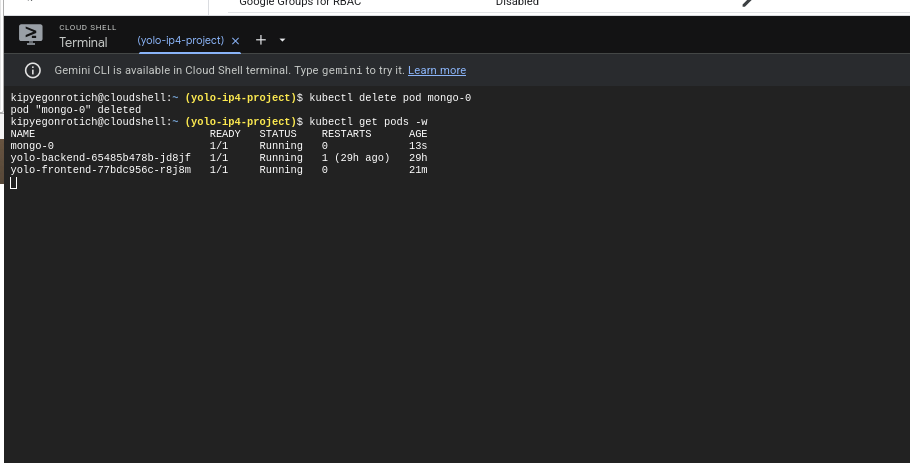 Google Groups for RBAC Disabled
CLOUD SHELL
Terminal (yolo-ip4-project) × + ▾
Gemini CLI is available in Cloud Shell terminal. Type gemini to try it. Learn more
kipyegonrotich@cloudshell:~ (yolo-ip4-project)$ kubectl delete pod mongo-0
pod "mongo-0" deleted
kipyegonrotich@cloudshell:~ (yolo-ip4-project)$ kubectl get pods -w
NAME READY STATUS RESTARTS AGE
mongo-0 1/1 Running 0 13s
yolo-backend-65485b478b-jd8jf 1/1 Running 1 (29h ago) 29h
yolo-frontend-77bdc956c-r8j8m 1/1 Running 0 21m